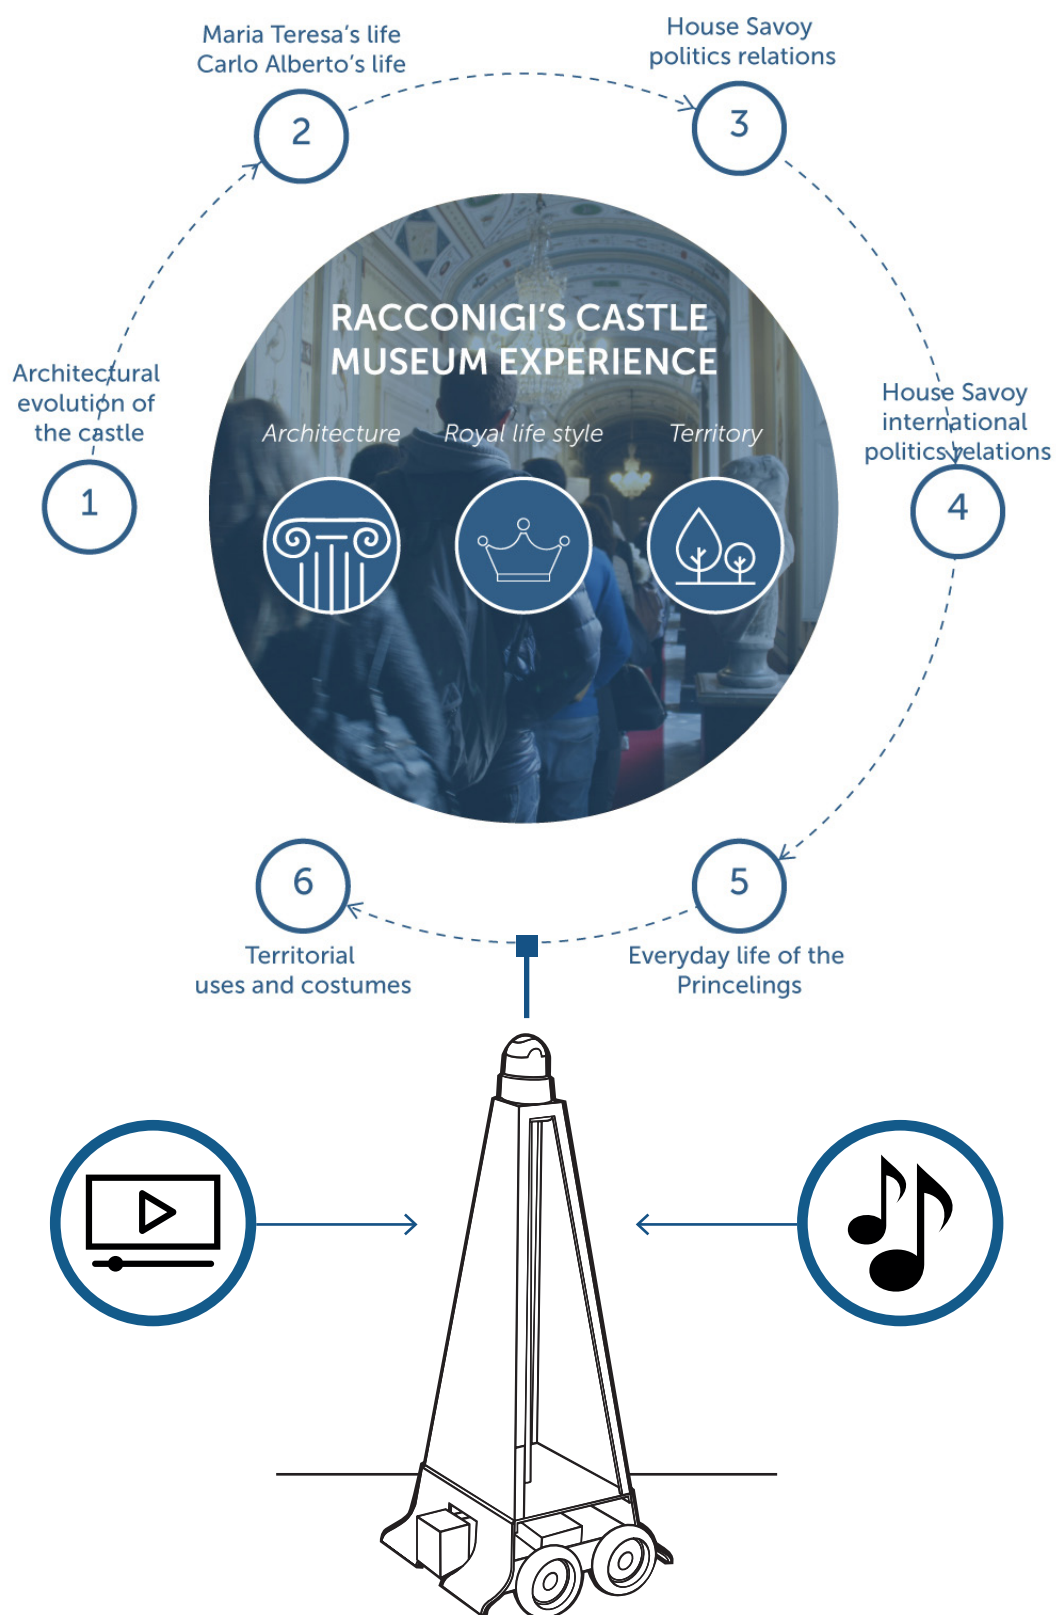 Maria Teresa's life
Carlo Alberto's life
2
House Savoy
politics relations
3
RACCONIGI'S CASTLE
MUSEUM EXPERIENCE
Architecture
Royal life style
Territory
Architectural
evolution of
the castle
1
House Savoy
international
politics relations
4
6
Territorial
uses and costumes
5
Everyday life of the
Princelings